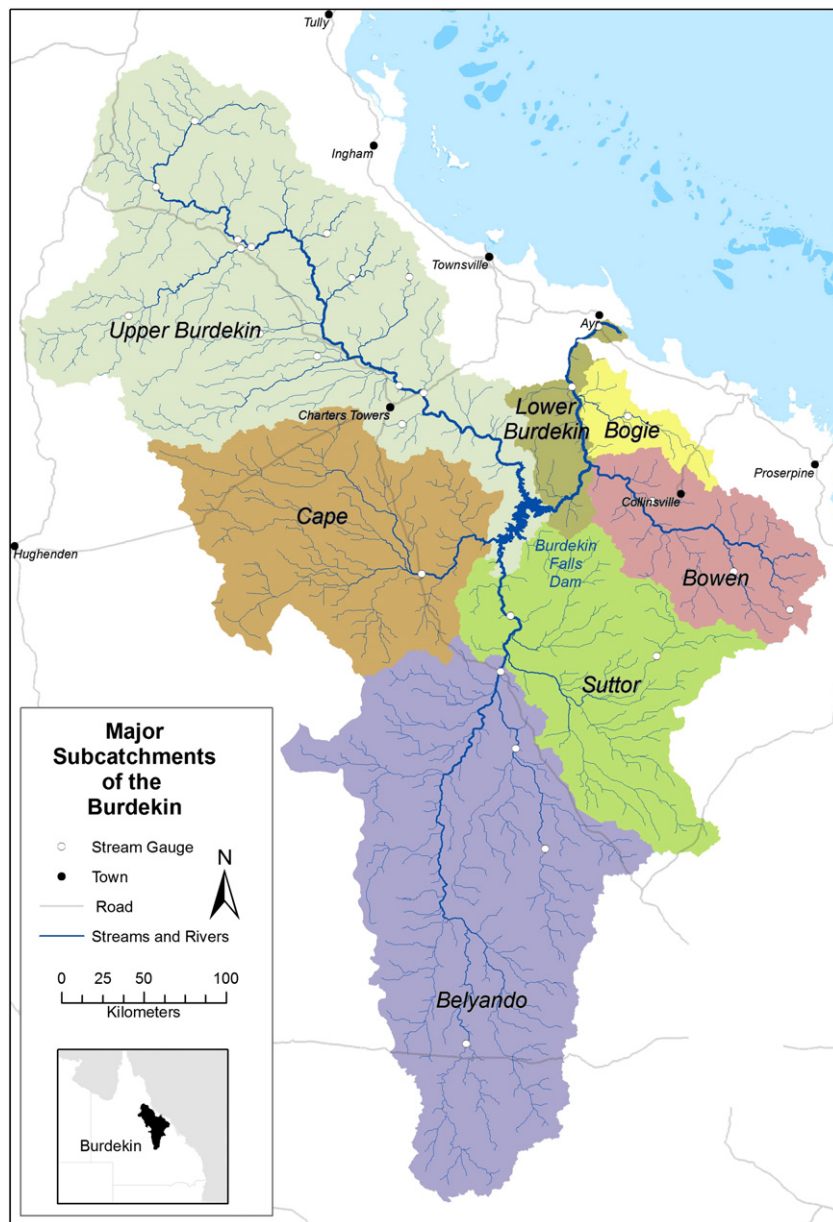 Tully
Ingham
Townsville
Ayr
Upper Burdekin
Charters Towers
Lower
Burdekin
Bogie
Proserpine
Collinsville
Cape
Hughenden
Burdekin
Falls
Dam
Bowen
Suttor
Belyando
Major
Subcatchments
of the
Burdekin
Stream Gauge
Town
Road
Streams and Rivers
N
0 50 100
Kilometers
Burdekin